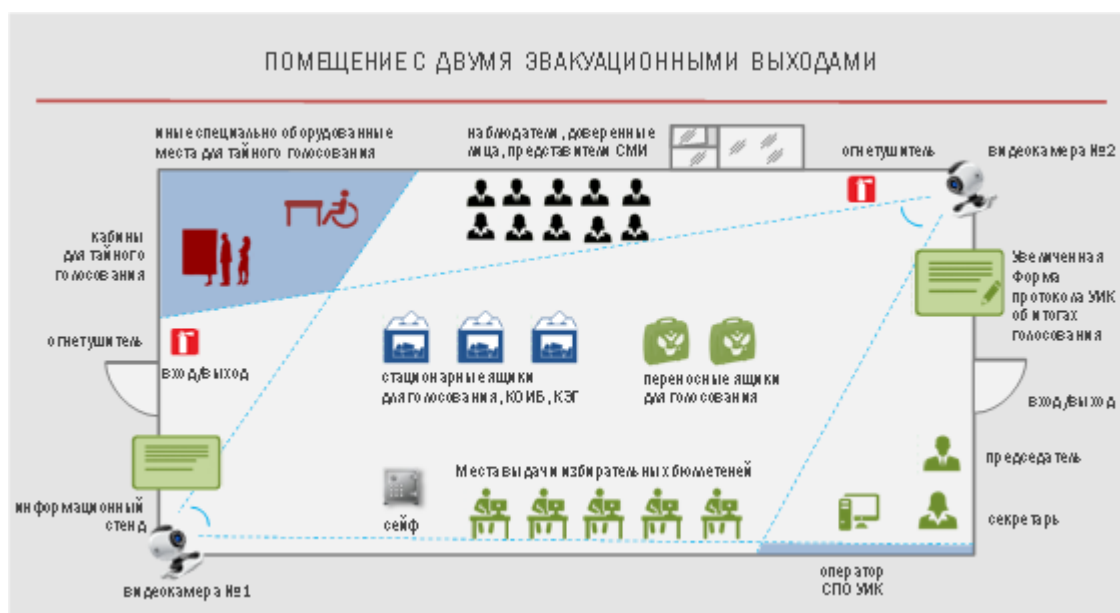 ПОМЕЩЕНИЕ С ДВУМЯ ЭВАКУАЦИОННЫМИ ВЫХОДАМИ
иные специально оборудованные
места для тайного голосования
наблюдатели, доверенные
лица, представители СМИ
огнетушитель
видеокамера №2
кабины
для тайного
голосования
Увеличенная
Форма
протокола УИК
об итогах
голосования
огнетушитель
вход/выход
стационарные ящики
для голосования, КОИБ, КЭГ
переносные ящики
для голосования
вход/выход
председатель
Места выдачи избирательных бюллетеней
информационный
стенд
сейф
секретарь
видеокамера №1
оператор
СПО УИК